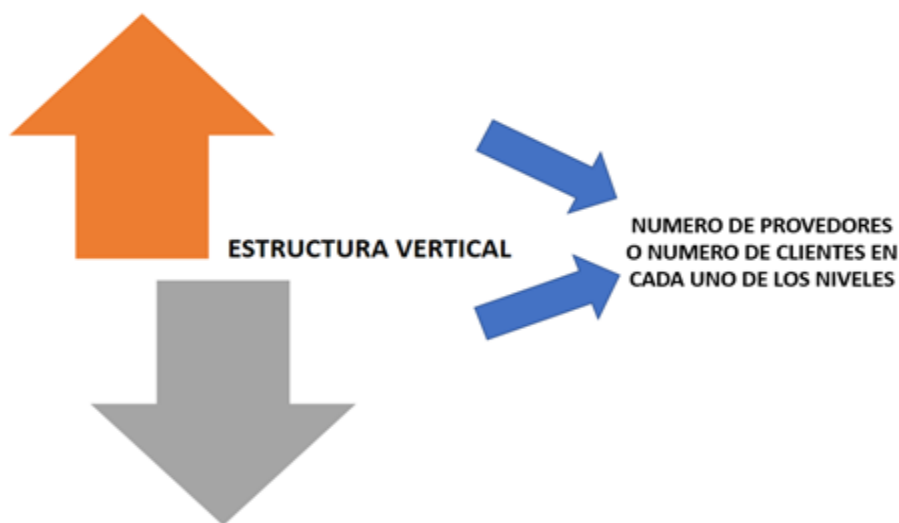 ESTRUCTURA VERTICAL
NUMERO DE PROVEDORES
O NUMERO DE CLIENTES EN
CADA UNO DE LOS NIVELES